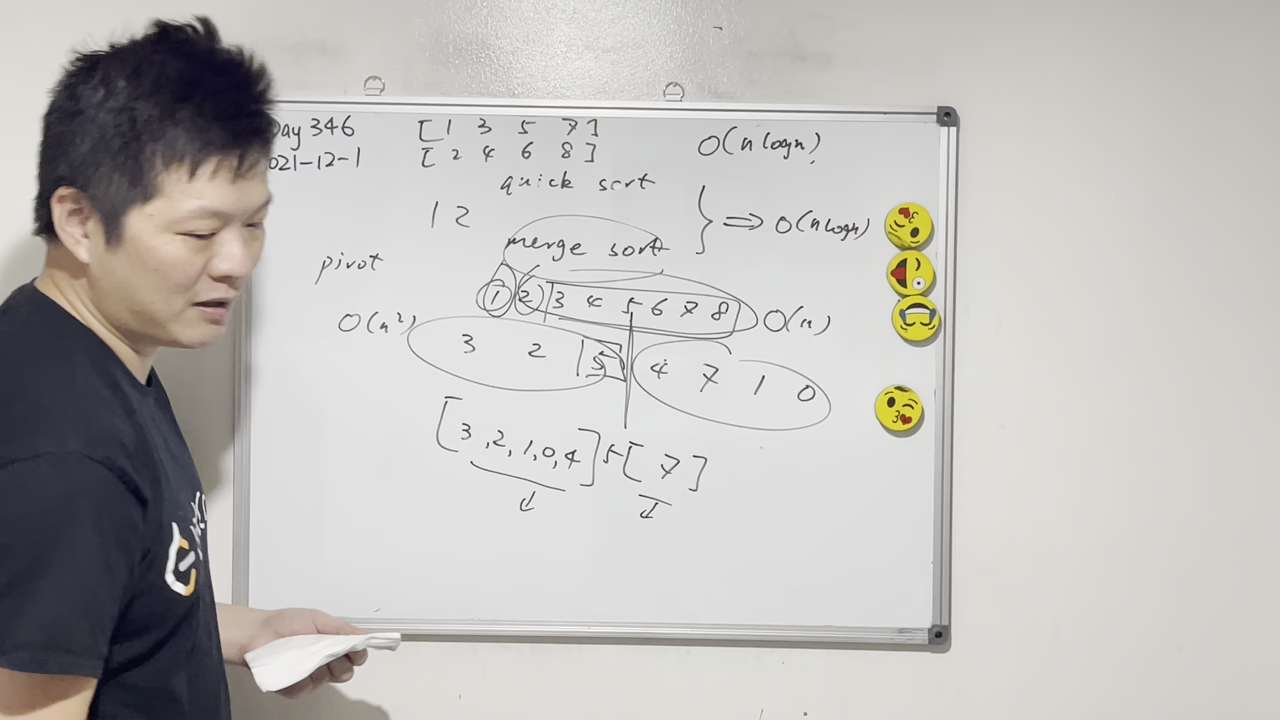 Day 346
2021-12-1
[ 1 3 5 7 ]
[ 2 4 6 8 ]
O(n logn)
quick sort
1 2
} ⇒ O(n logn)
merge sort
pivot
1 2 3 4 5 6 7 8
O(n)
O(n²)
3 2 5 4 7 1 0
[ 3 , 2 , 1 , 0 , 4 ] 5 [ 7 ]
↓ ↓